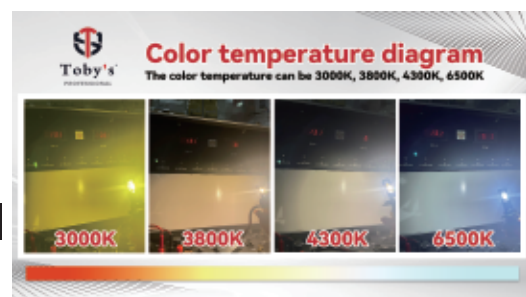 Toby's
PROFESSIONAL
Color temperature diagram
The color temperature can be 3000K, 3800K, 4300K, 6500K
3000K
3800K
4300K
6500K